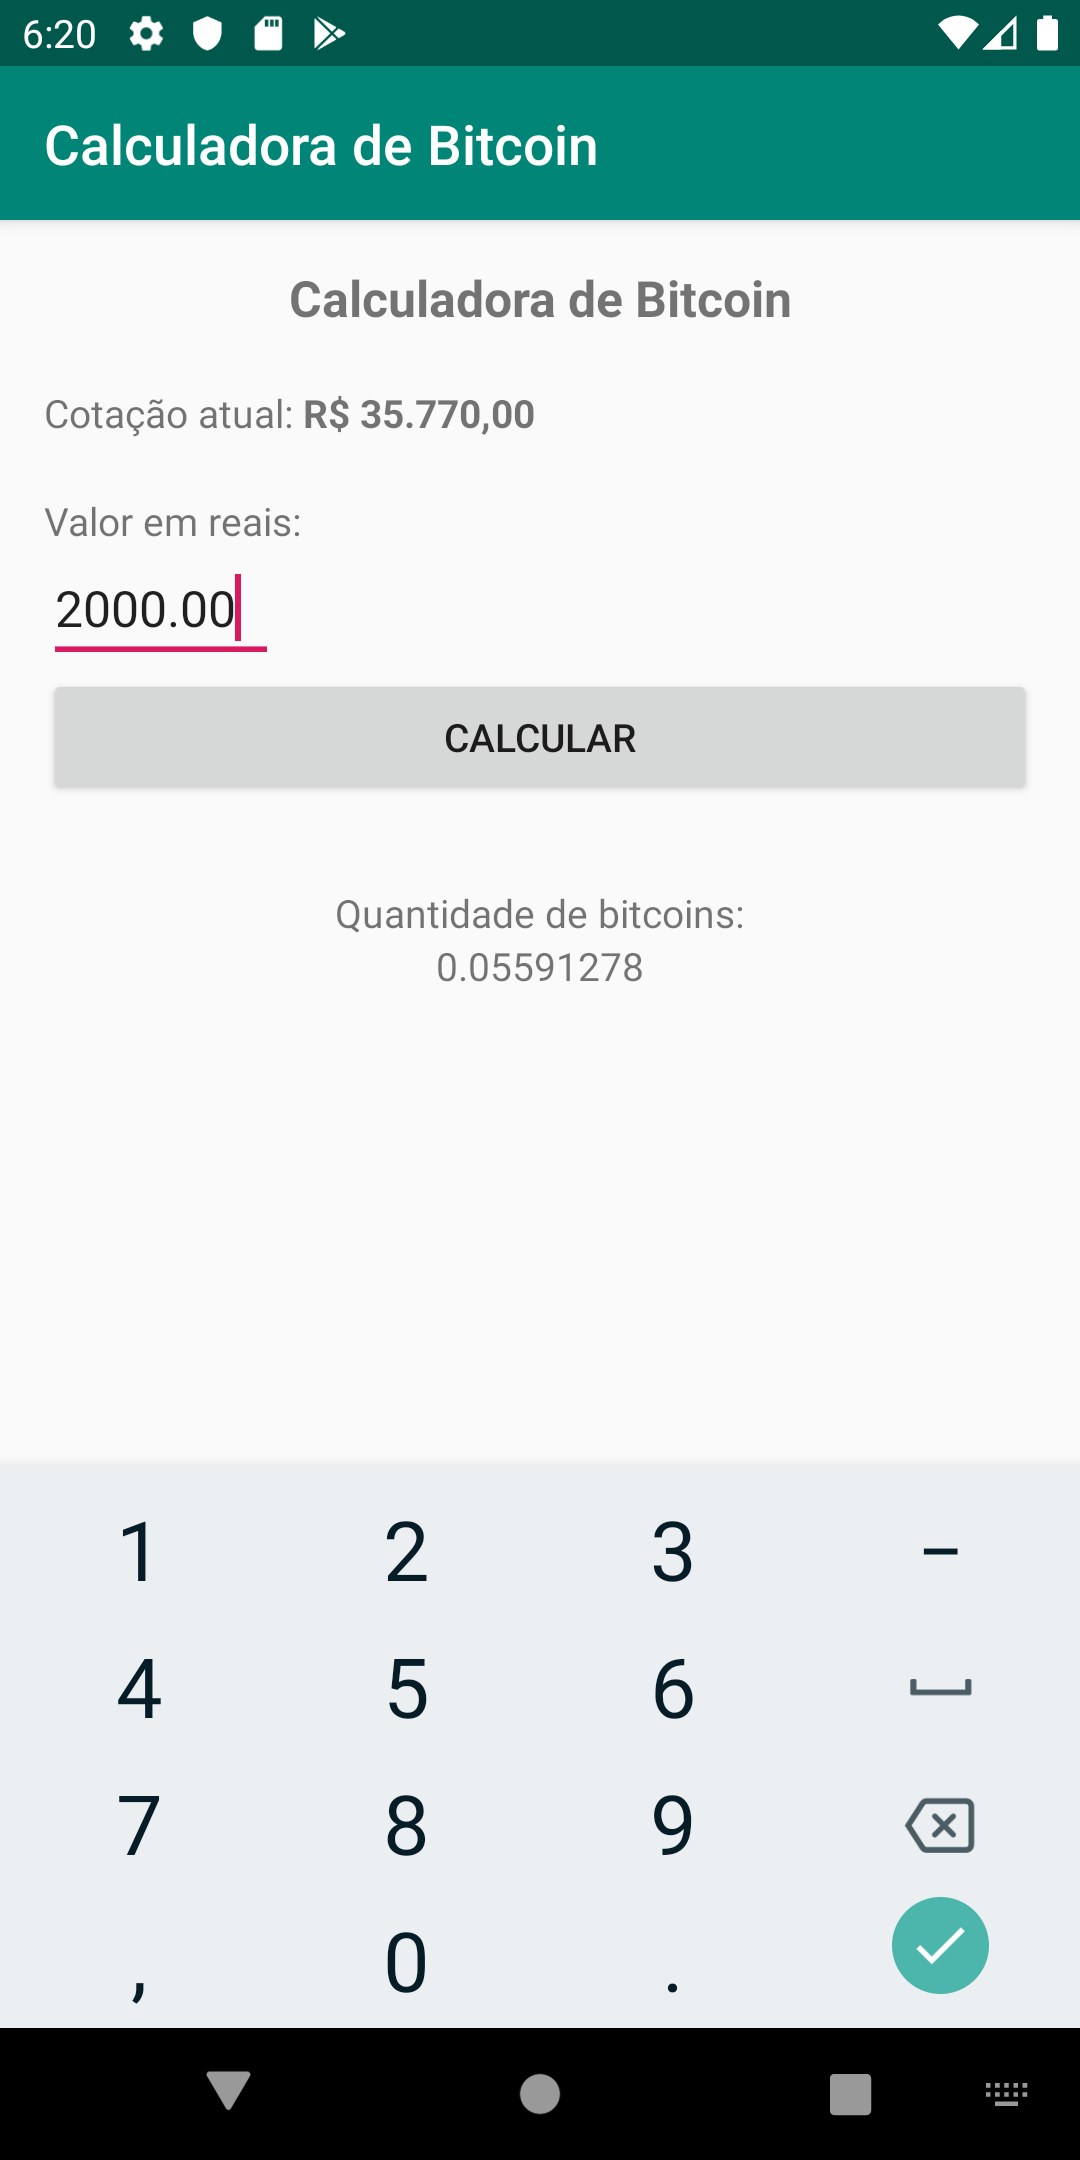 6:20
Calculadora de Bitcoin
Calculadora de Bitcoin
Cotação atual: R$ 35.770,00
Valor em reais:
2000.00
CALCULAR
Quantidade de bitcoins:
0.05591278
1 2 3 –
4 5 6
7 8 9
, 0 .